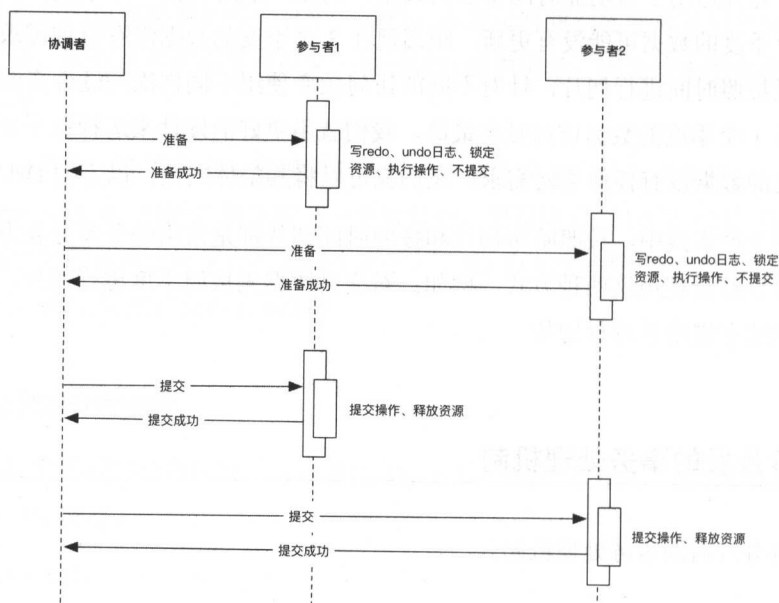 协调者
参与者1
参与者2
准备
写redo、undo日志、锁定
资源、执行操作、不提交
准备成功
准备
写redo、undo日志、锁定
资源、执行操作、不提交
准备成功
提交
提交操作、释放资源
提交成功
提交
提交操作、释放资源
提交成功